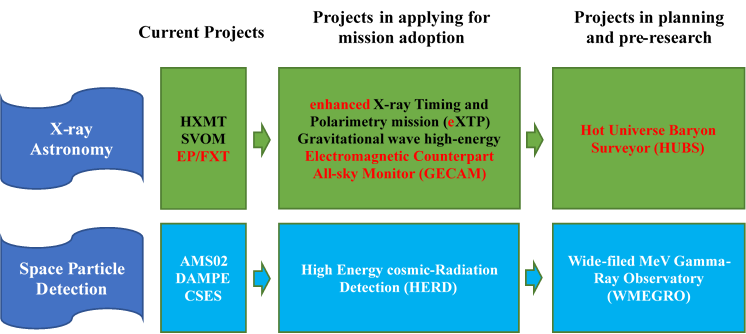 Current Projects
Projects in applying for
mission adoption
Projects in planning
and pre-research
X-ray
Astronomy
HXMT
SVOM
EP/FXT
enhanced X-ray Timing and
Polarimetry mission (eXTP)
Gravitational wave high-energy
Electromagnetic Counterpart
All-sky Monitor (GECAM)
Hot Universe Baryon
Surveyor (HUBS)
Space Particle
Detection
AMS02
DAMPE
CSES
High Energy cosmic-Radiation
Detection (HERD)
Wide-filed MeV Gamma-
Ray Observatory
(WMEGRO)